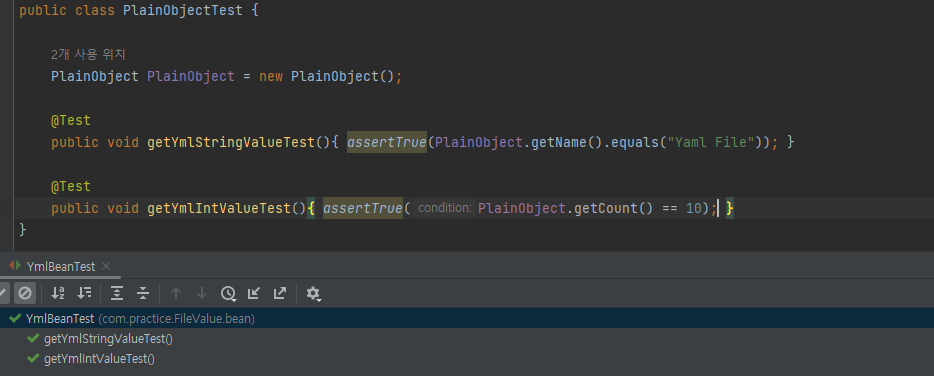 public class PlainObjectTest {
2개 사용 위치
PlainObject PlainObject = new PlainObject();
@Test
public void getYmlStringValueTest(){ assertTrue(PlainObject.getName().equals("Yaml File")); }
@Test
public void getYmlIntValueTest(){ assertTrue( condition: PlainObject.getCount() == 10); }
}
YmlBeanTest ×
YmlBeanTest (com.practice.FileValue.bean)
getYmlStringValueTest()
getYmlIntValueTest()